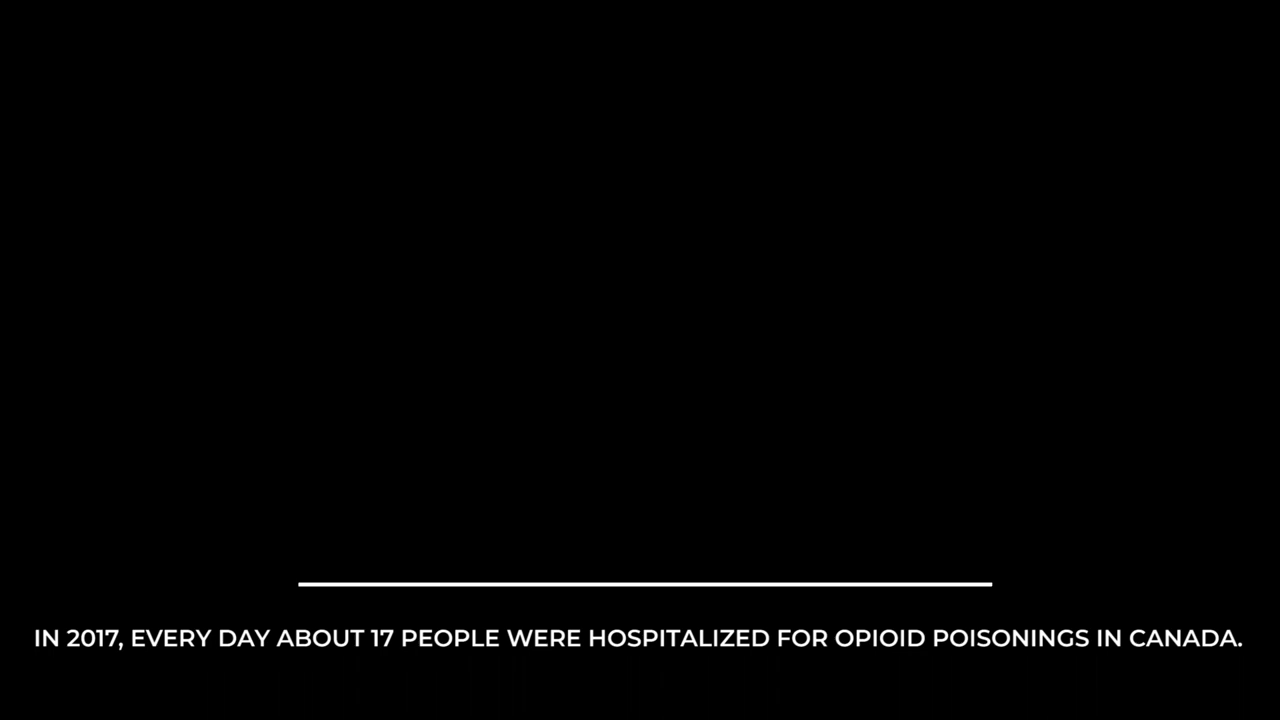 IN 2017, EVERY DAY ABOUT 17 PEOPLE WERE HOSPITALIZED FOR OPIOID POISONINGS IN CANADA.